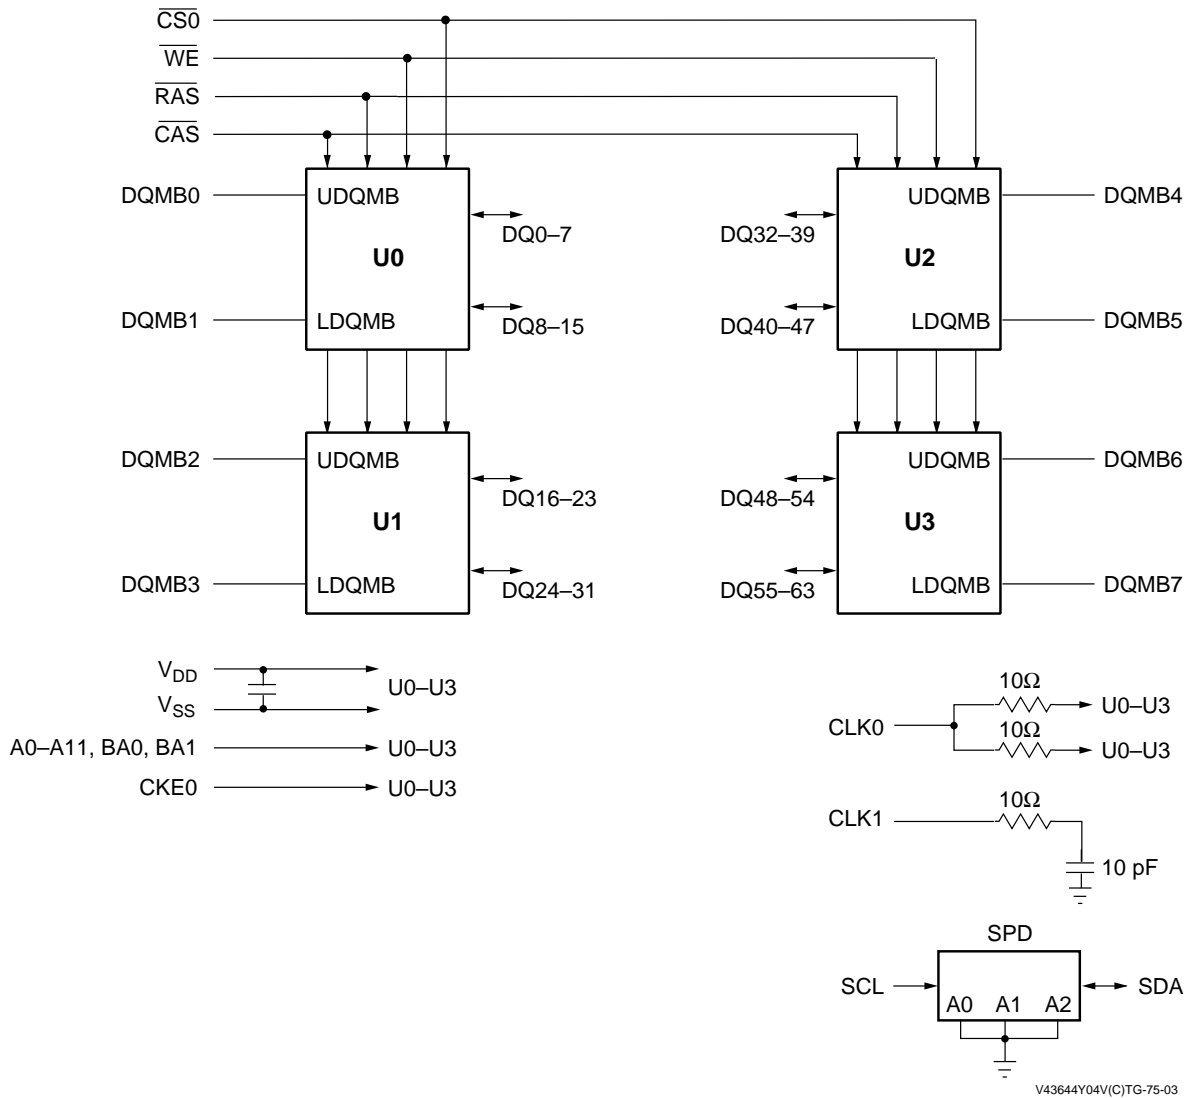 CS0
WE
RAS
CAS
DQMB0
UDQMB
DQ0–7
U0
DQMB1
LDQMB
DQ8–15
DQ32–39
UDQMB
DQMB4
U2
DQ40–47
LDQMB
DQMB5
DQMB2
UDQMB
DQ16–23
U1
DQMB3
LDQMB
DQ24–31
DQ48–54
UDQMB
DQMB6
U3
DQ55–63
LDQMB
DQMB7
VDD
VSS
U0–U3
A0–A11, BA0, BA1
U0–U3
CKE0
U0–U3
CLK0
10Ω
U0–U3
10Ω
U0–U3
CLK1
10Ω
10 pF
SPD
SCL
A0 A1 A2
SDA
V43644Y04V(C)TG-75-03